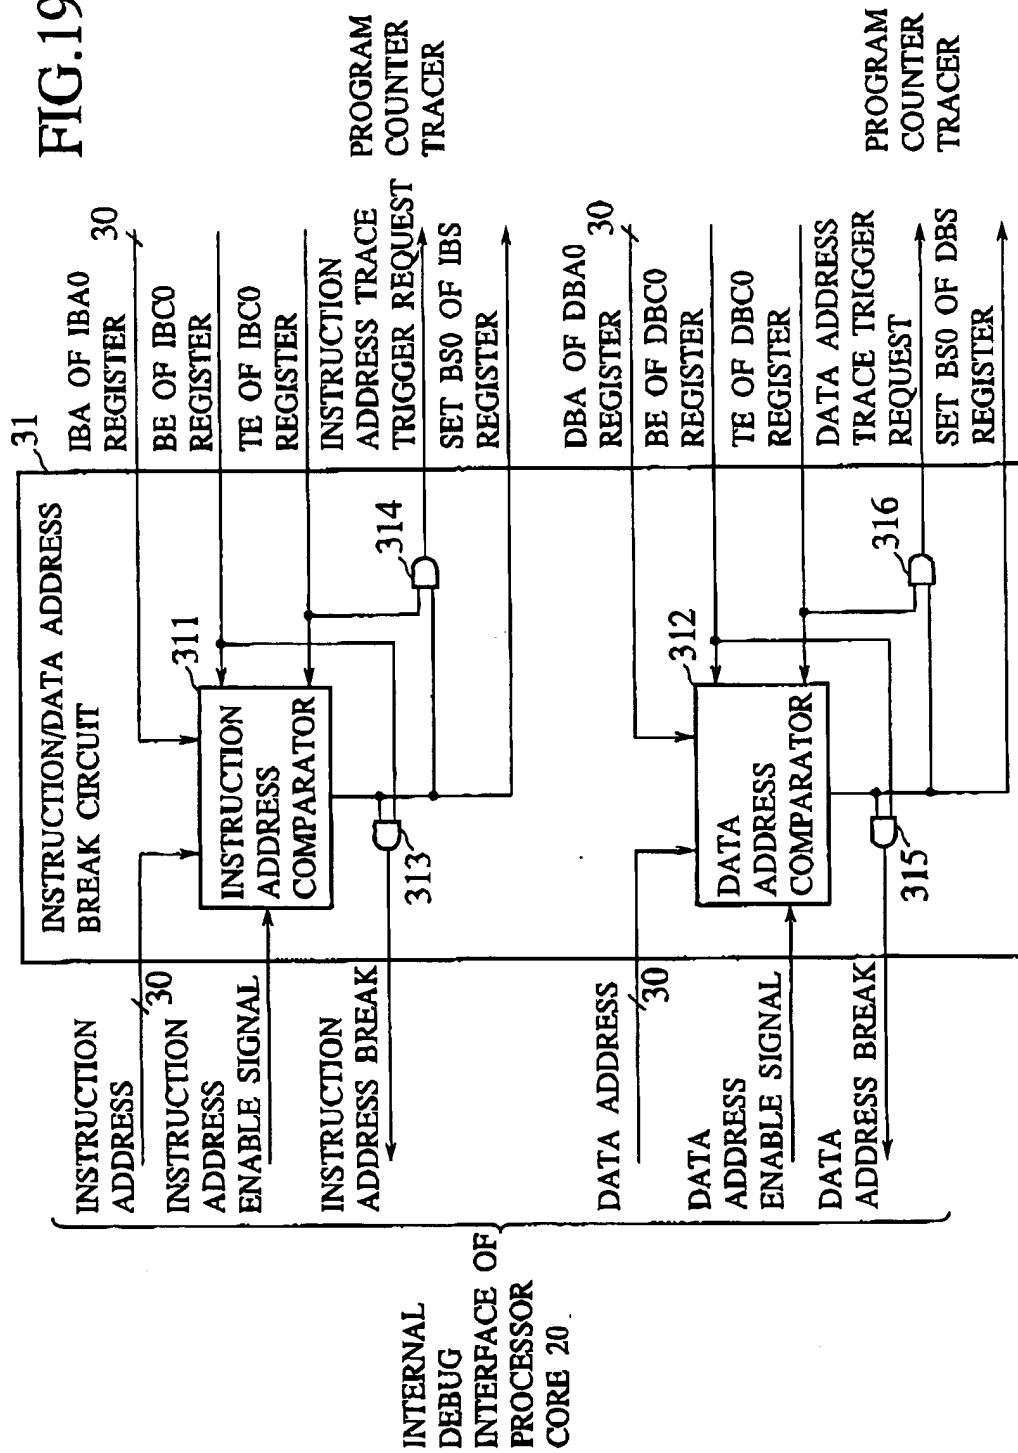 FIG.19
31
INSTRUCTION/DATA ADDRESS
BREAK CIRCUIT
INTERNAL
DEBUG
INTERFACE OF
PROCESSOR
CORE 20
INSTRUCTION
ADDRESS
30
INSTRUCTION
ADDRESS
ENABLE SIGNAL
INSTRUCTION
ADDRESS BREAK
311
INSTRUCTION
ADDRESS
COMPARATOR
313
314
IBA OF IBA0
REGISTER
30
BE OF IBC0
REGISTER
TE OF IBC0
REGISTER
INSTRUCTION
ADDRESS TRACE
TRIGGER REQUEST
SET BS0 OF IBS
REGISTER
PROGRAM
COUNTER
TRACER
DATA ADDRESS
30
DATA
ADDRESS
ENABLE SIGNAL
DATA
ADDRESS BREAK
312
DATA
ADDRESS
COMPARATOR
315
316
DBA OF DBA0
REGISTER
30
BE OF DBC0
REGISTER
TE OF DBC0
REGISTER
DATA ADDRESS
TRACE TRIGGER
REQUEST
SET BS0 OF DBS
REGISTER
PROGRAM
COUNTER
TRACER